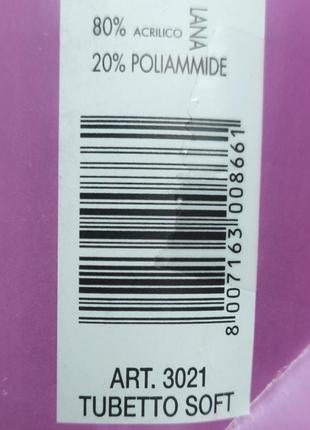 80% ACRILICO
20% POLIAMMIDE
LANA
8 007163 008661
ART. 3021
TUBETTO SOFT